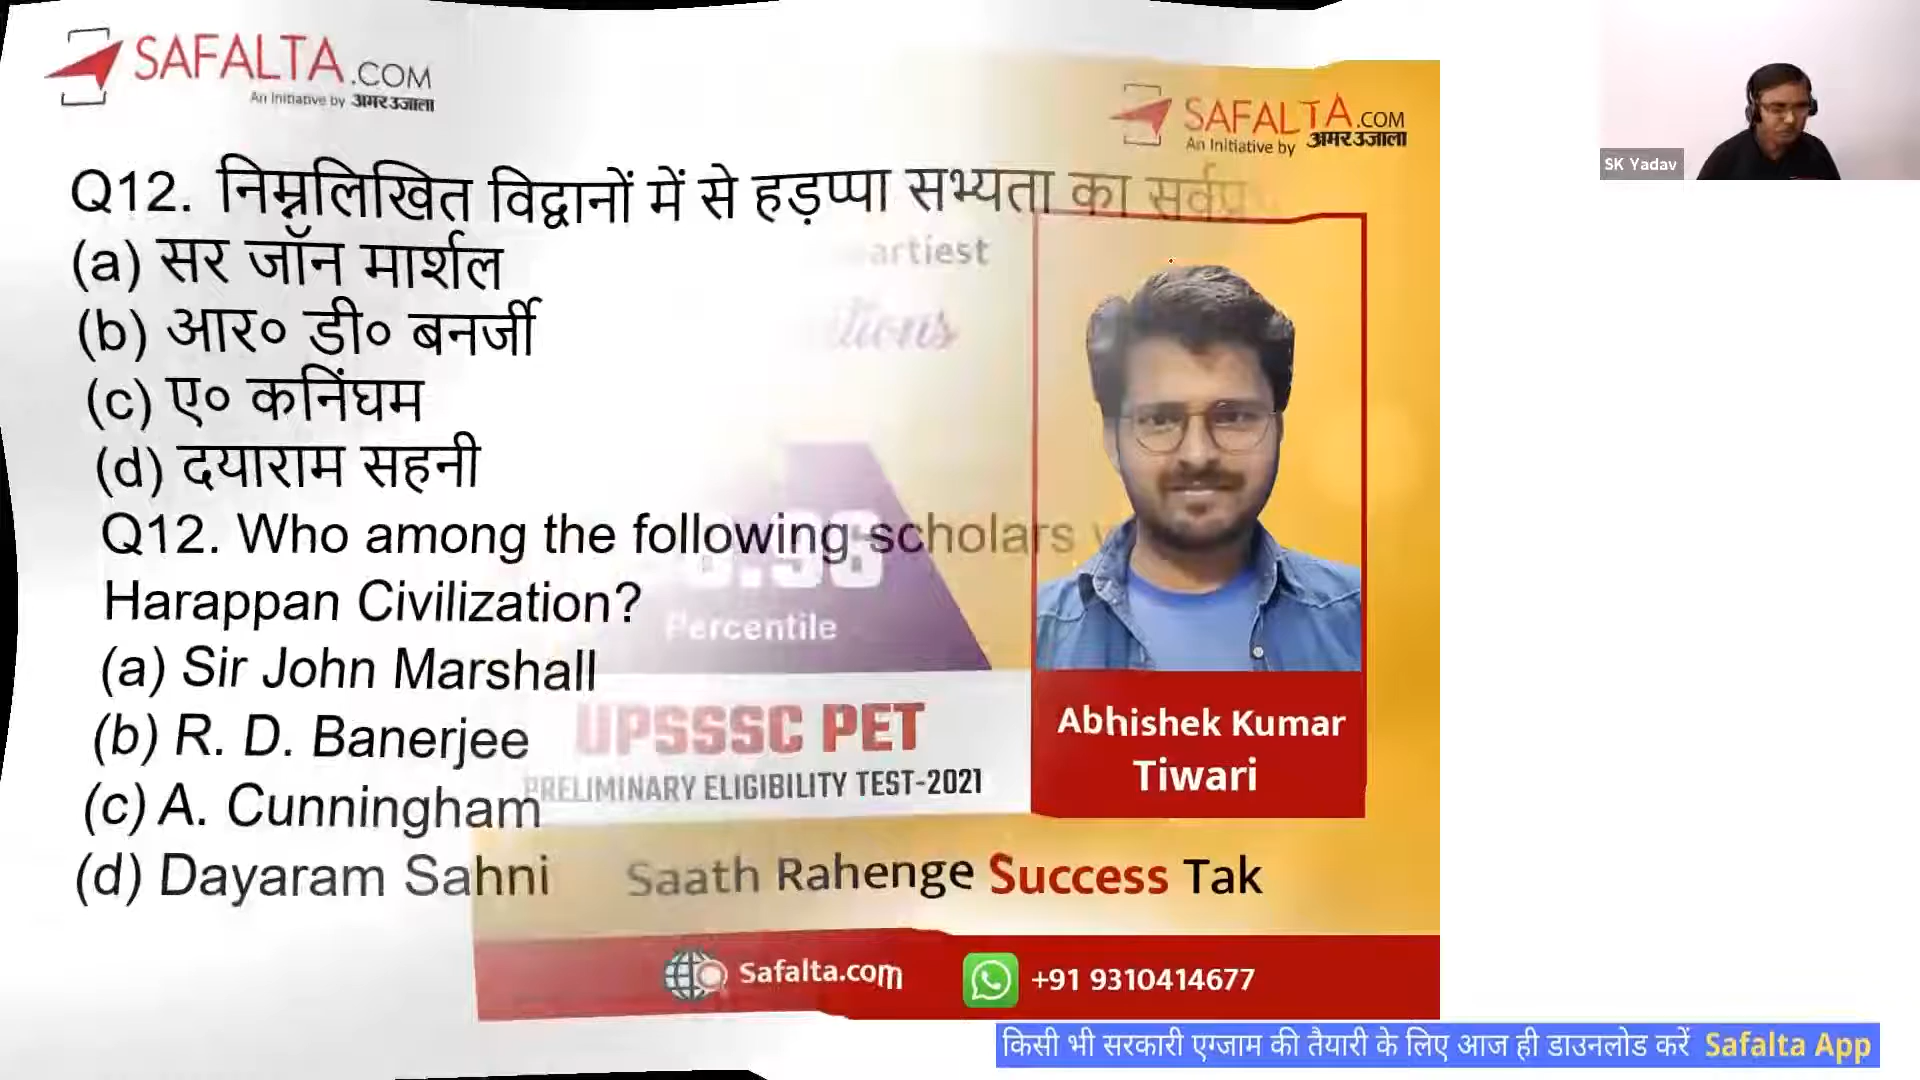 SAFALTA.COM
An Initiative by अमर उजाला
SAFALTA.COM
An Initiative by अमर उजाला
SK Yadav
Q12. निम्नलिखित विद्वानों में से हड़प्पा सभ्यता का
(a) सर जॉन मार्शल
(b) आर० डी० बनर्जी
(c) ए० कनिंघम
(d) दयाराम सहनी
Q12. Who among the following scholars
Harappan Civilization?
Percentile
(a) Sir John Marshall
(b) R. D. Banerjee
(c) A. Cunningham
(d) Dayaram Sahni
UPSSSC PET
PRELIMINARY ELIGIBILITY TEST-2021
Abhishek Kumar
Tiwari
Saath Rahenge Success Tak
Safalta.com
+91 9310414677
किसी भी सरकारी एग्जाम की तैयारी के लिए आज ही डाउनलोड करें Safalta App